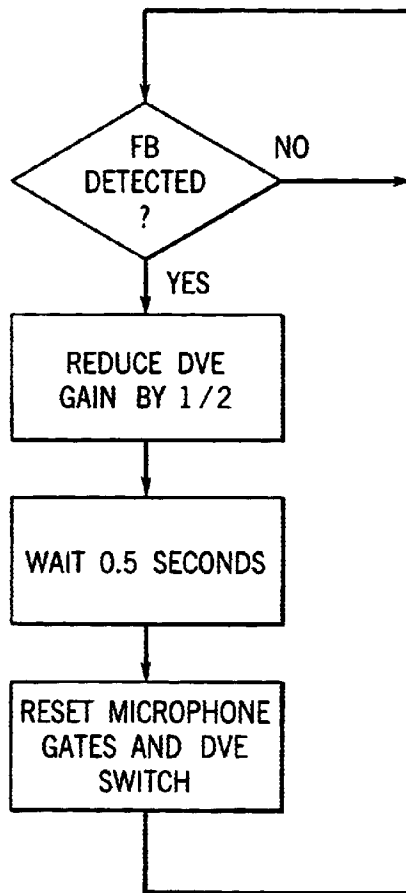 FB
DETECTED
?
NO
YES
REDUCE DVE
GAIN BY 1/2
WAIT 0.5 SECONDS
RESET MICROPHONE
GATES AND DVE
SWITCH